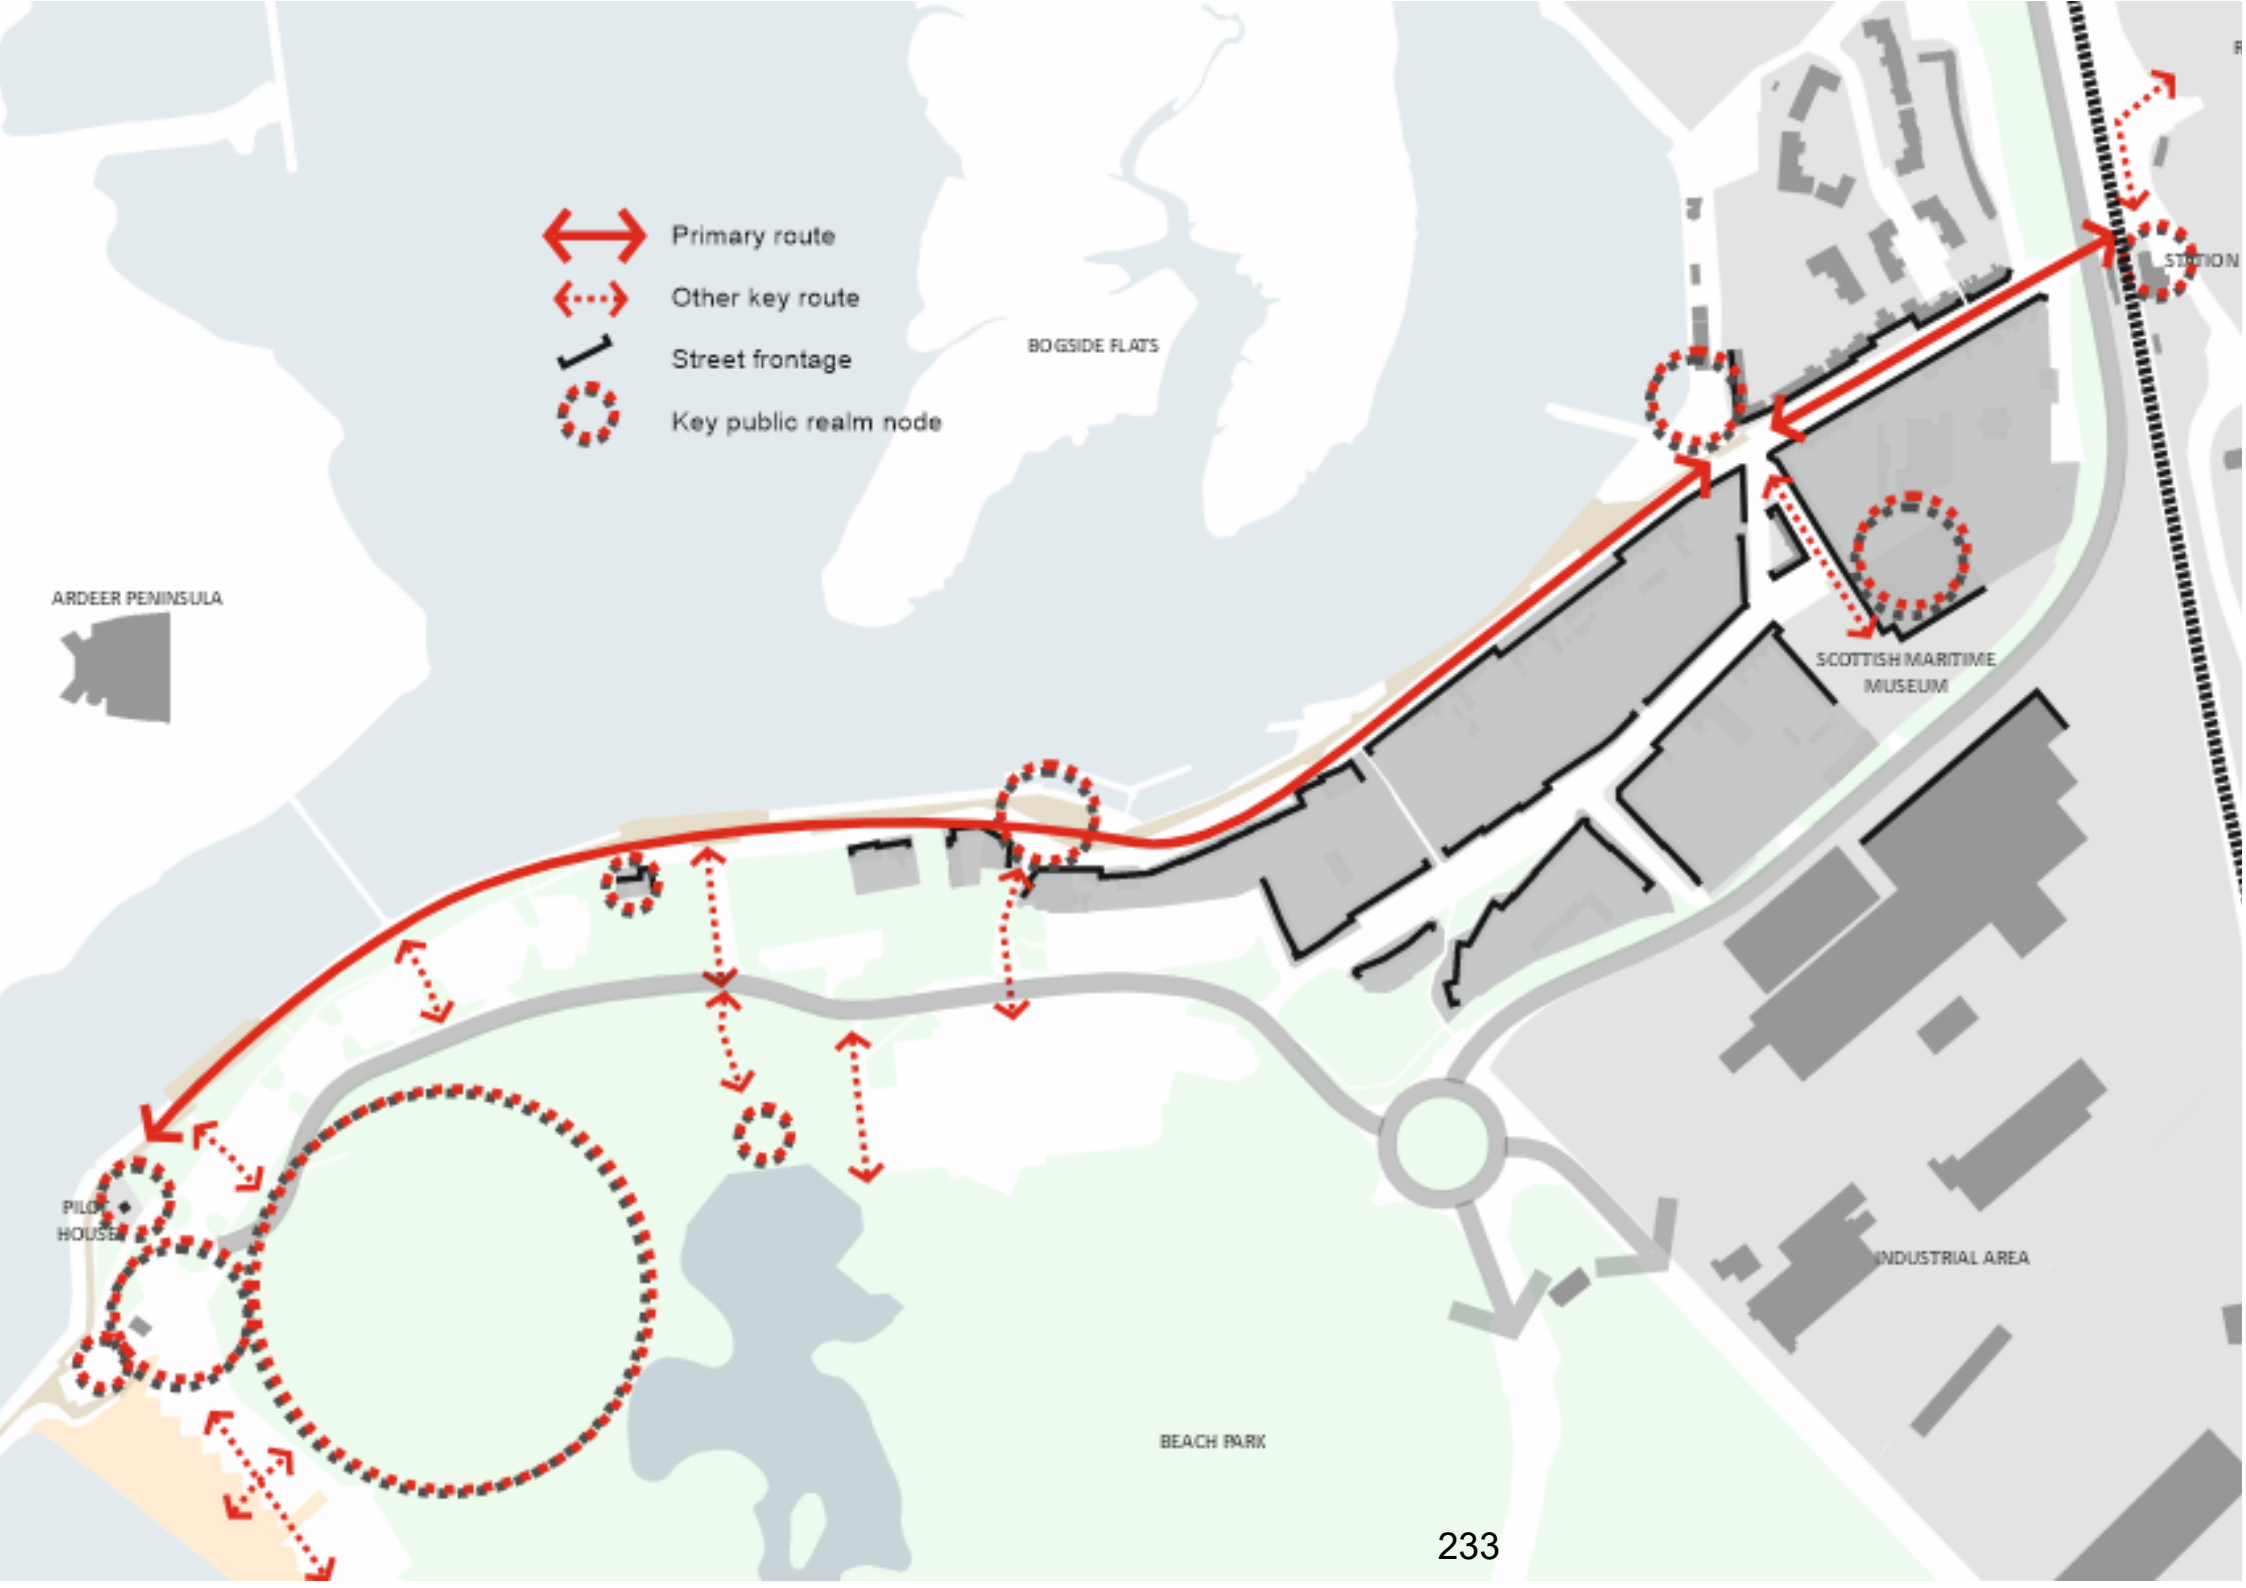 R
STATION
Primary route
Other key route
BOGSIDE FLATS
Street frontage
Key public realm node
ARDEER PENINSULA
SCOTTISH MARITIME
MUSEUM
PILOT
HOUSE
INDUSTRIAL AREA
BEACH PARK
233